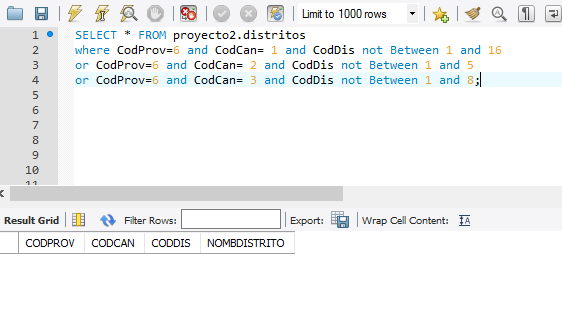 Limit to 1000 rows
1 SELECT * FROM proyecto2.distritos
2 where CodProv=6 and CodCan= 1 and CodDis not Between 1 and 16
3 or CodProv=6 and CodCan= 2 and CodDis not Between 1 and 5
4 or CodProv=6 and CodCan= 3 and CodDis not Between 1 and 8;
5
6
7
8
9
10
11
Result Grid Filter Rows: Export: Wrap Cell Content: IA
CODPROV CODCAN CODDIS NOMBDISTRITO